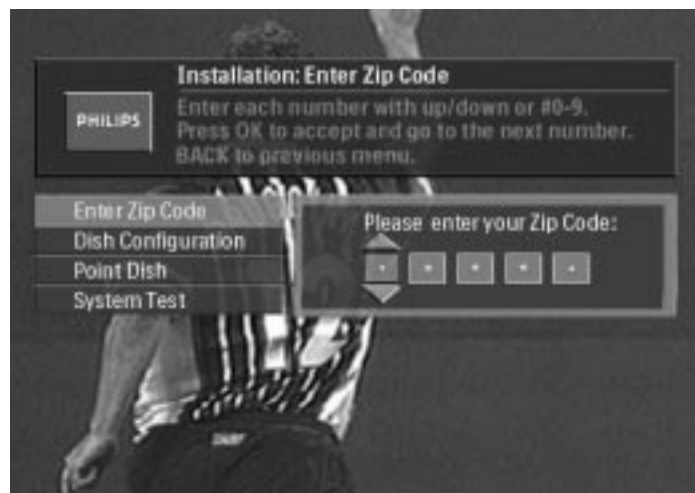 Installation: Enter Zip Code
PHILIPS
Enter each number with up/down or #0-9.
Press OK to accept and go to the next number.
BACK to previous menu.
Enter Zip Code
Dish Configuration
Point Dish
System Test
Please enter your Zip Code: